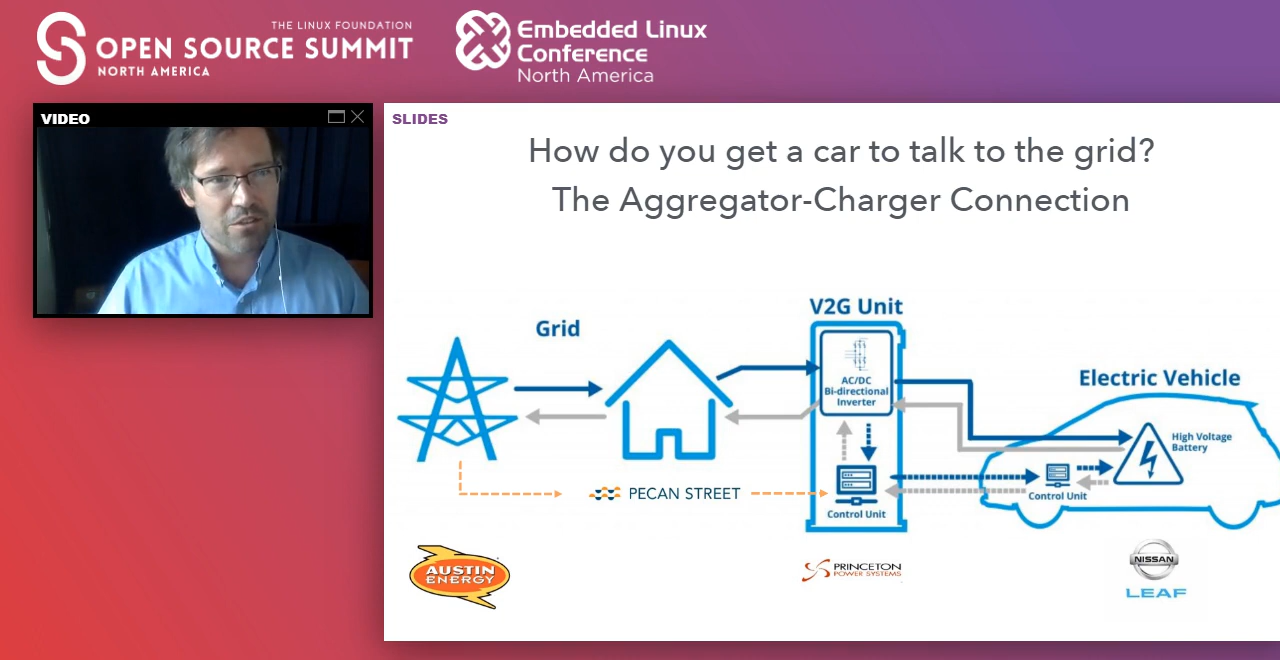 THE LINUX FOUNDATION
OPEN SOURCE SUMMIT
NORTH AMERICA
Embedded Linux
Conference
North America
VIDEO
SLIDES
How do you get a car to talk to the grid?
The Aggregator-Charger Connection
V2G Unit
Grid
AC/DC
Bi-directional
Inverter
Electric Vehicle
High Voltage
Battery
Control Unit
PECAN STREET
Control Unit
AUSTIN
ENERGY
PRINCETON
POWER SYSTEMS
NISSAN
LEAF